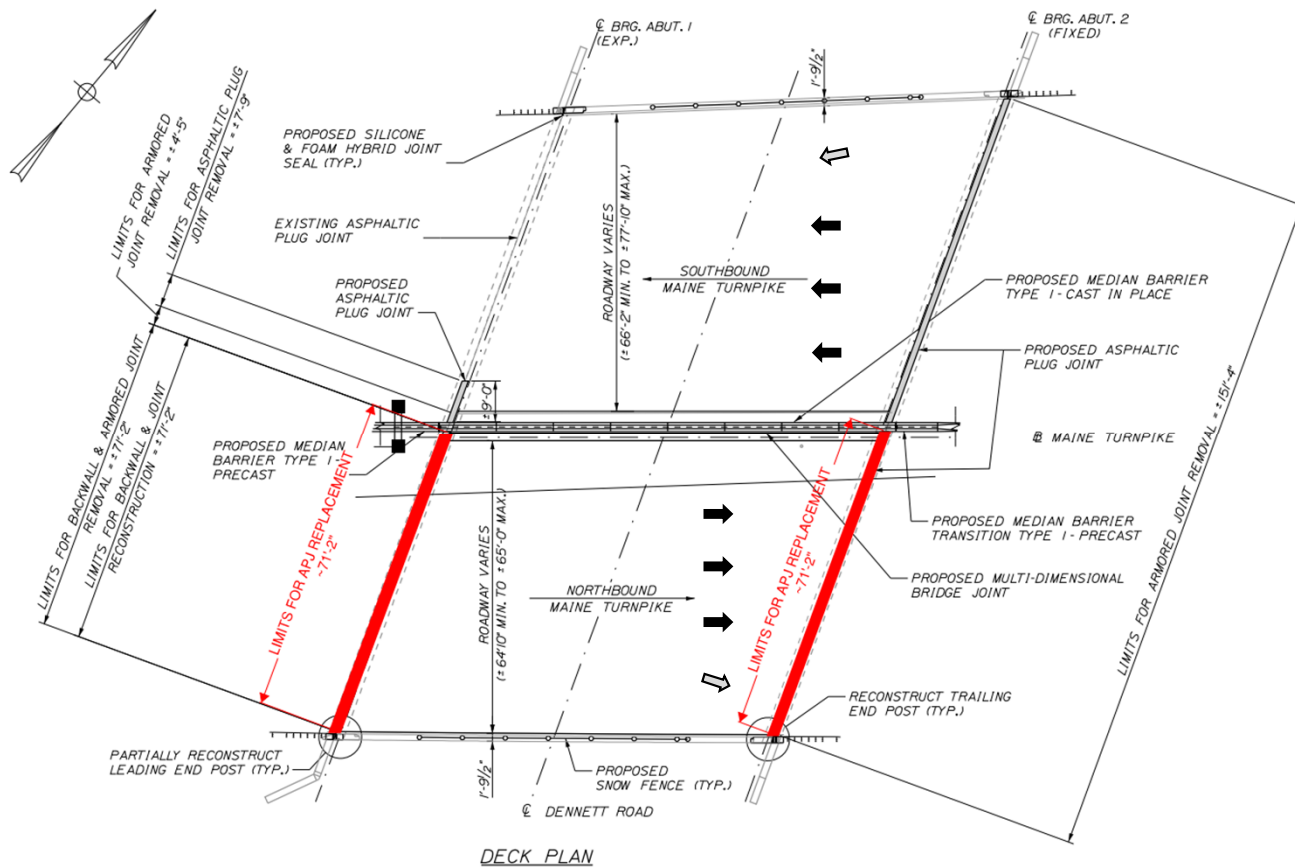 ℄ BRG. ABUT. 1
(EXP.)
℄ BRG. ABUT. 2
(FIXED)
1'-9½"
LIMITS FOR ASPHALTIC PLUG
JOINT REMOVAL = ±7'-9"
LIMITS FOR ARMORED
JOINT REMOVAL = ±4'-5"
PROPOSED SILICONE
& FOAM HYBRID JOINT
SEAL (TYP.)
EXISTING ASPHALTIC
PLUG JOINT
PROPOSED
ASPHALTIC
PLUG JOINT
ROADWAY VARIES
(±66'-2" MIN. TO ±77'-10" MAX.)
SOUTHBOUND
MAINE TURNPIKE
PROPOSED MEDIAN BARRIER
TYPE I - CAST IN PLACE
PROPOSED ASPHALTIC
PLUG JOINT
±9'-0"
LIMITS FOR BACKWALL & ARMORED JOINT
REMOVAL = ±71'-2"
LIMITS FOR BACKWALL & JOINT
RECONSTRUCTION = ±71'-2"
PROPOSED MEDIAN
BARRIER TYPE I -
PRECAST
LIMITS FOR APJ REPLACEMENT
~71'-2"
LIMITS FOR APJ REPLACEMENT
~71'-2"
℄ MAINE TURNPIKE
LIMITS FOR ARMORED JOINT REMOVAL = ±151'-4"
PROPOSED MEDIAN BARRIER
TRANSITION TYPE I - PRECAST
PROPOSED MULTI-DIMENSIONAL
BRIDGE JOINT
ROADWAY VARIES
(±64'10" MIN. TO ±65'-0" MAX.)
NORTHBOUND
MAINE TURNPIKE
RECONSTRUCT TRAILING
END POST (TYP.)
PARTIALLY RECONSTRUCT
LEADING END POST (TYP.)
1'-9½"
PROPOSED
SNOW FENCE (TYP.)
℄ DENNETT ROAD
DECK PLAN